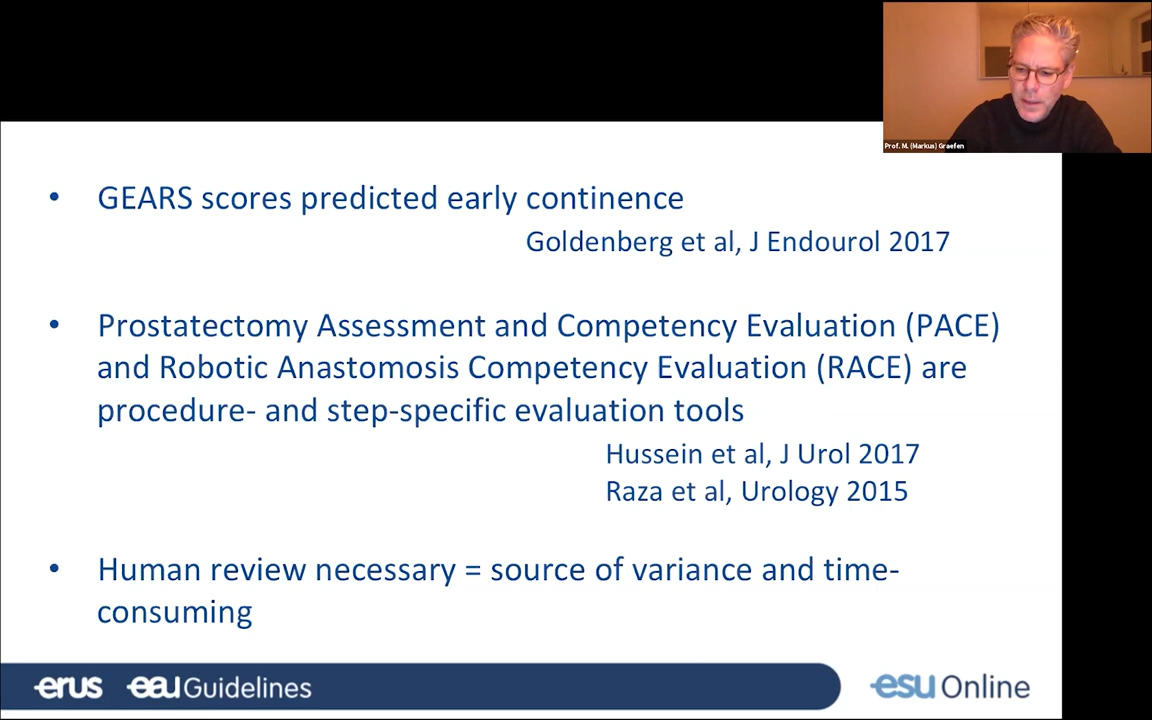 Prof. M. (Markus) Graefen
• GEARS scores predicted early continence
Goldenberg et al, J Endourol 2017
• Prostatectomy Assessment and Competency Evaluation (PACE)
and Robotic Anastomosis Competency Evaluation (RACE) are
procedure- and step-specific evaluation tools
Hussein et al, J Urol 2017
Raza et al, Urology 2015
• Human review necessary = source of variance and time-
consuming
erus eau Guidelines
esu Online